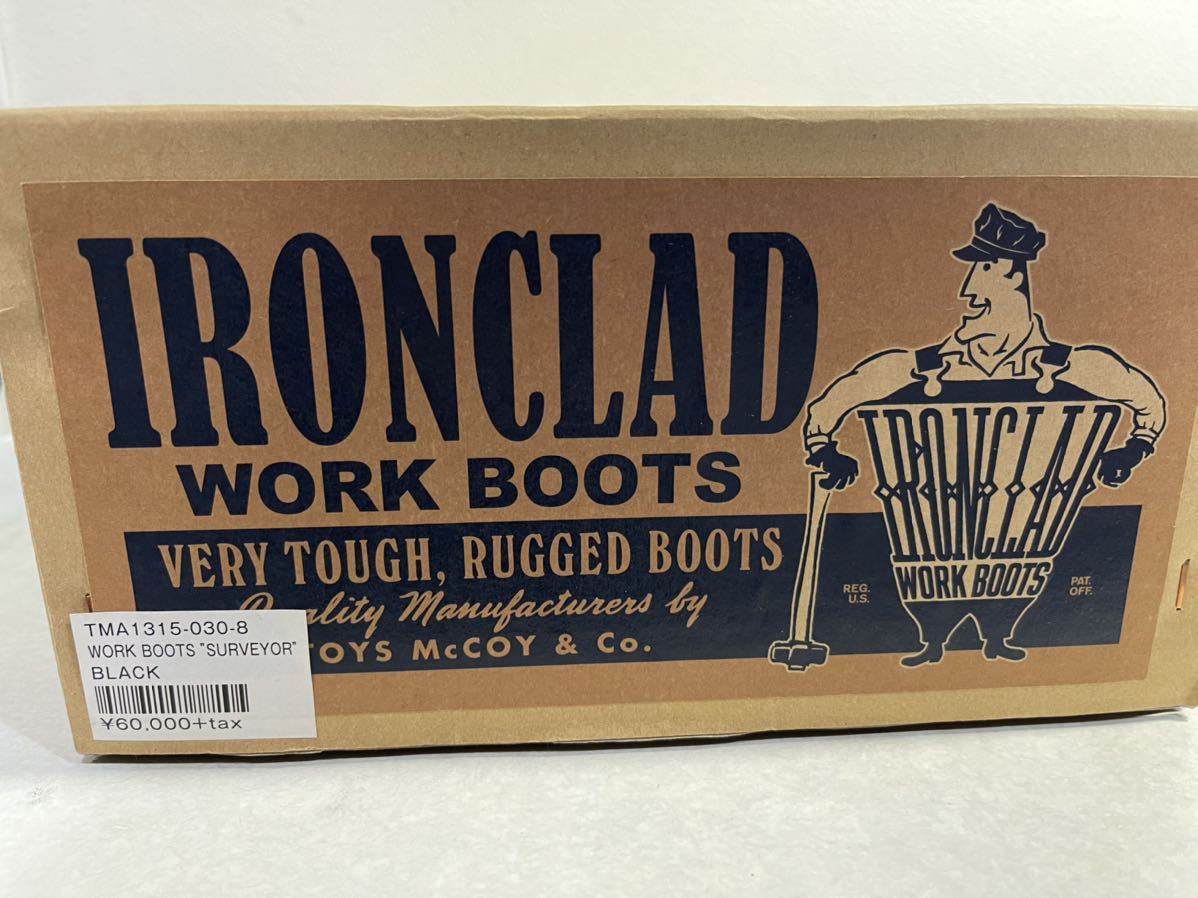 IRONCLAD
WORK BOOTS
VERY TOUGH, RUGGED BOOTS
Manufacturers by
TOYS McCOY & Co.
IRONCLAD
WORK BOOTS
REG.
U.S.
PAT.
OFF.
TMA1315-030-8
WORK BOOTS "SURVEYOR"
BLACK
¥60,000+tax